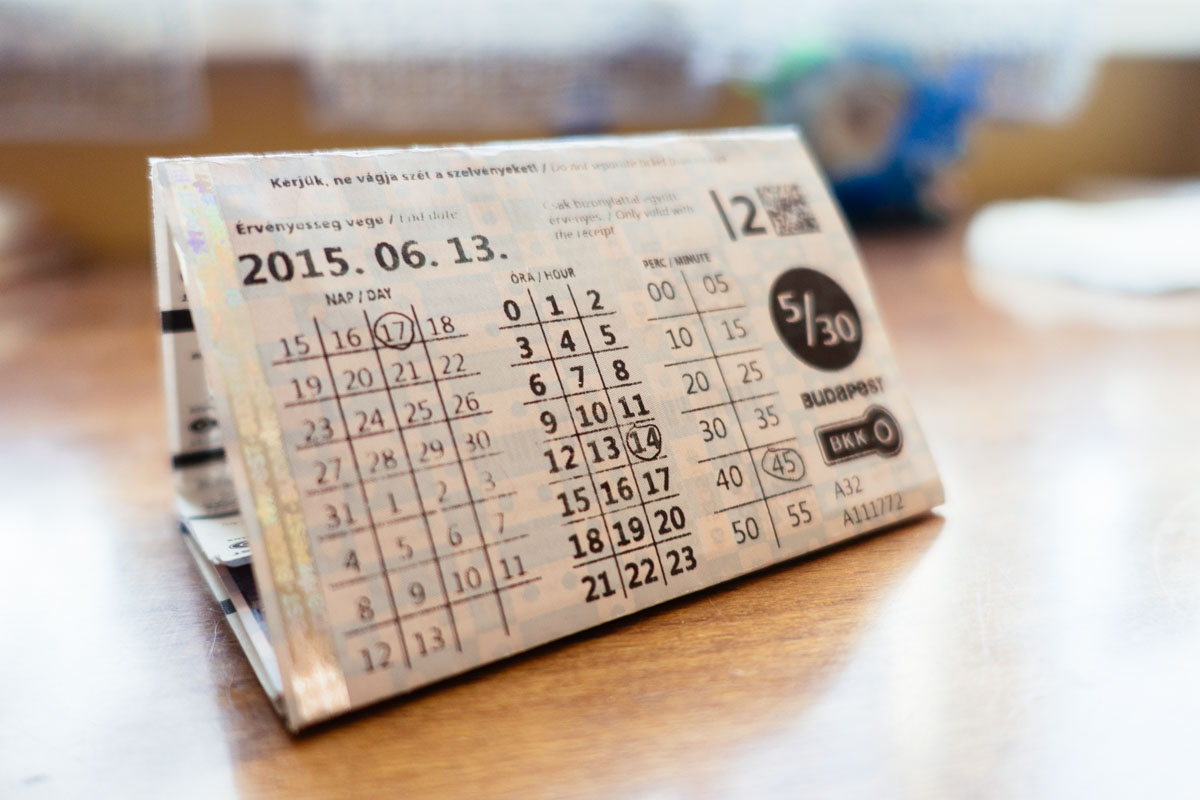 Kérjük, ne vágja szét a szelvényeket! / Do not separate ticket
Érvényesség vége / End date
Csak bizonylattal együtt
érvényes. / Only valid with
the receipt
2015. 06. 13.
12
NAP / DAY
15 16 17 18
19 20 21 22
23 24 25 26
27 28 29 30
31 1 2 3
4 5 6 7
8 9 10 11
12 13
ÓRA / HOUR
0 1 2
3 4 5
6 7 8
9 10 11
12 13 14
15 16 17
18 19 20
21 22 23
PERC / MINUTE
00 05
10 15
20 25
30 35
40 45
50 55
5/30
BUDAPEST
BKK
A32
A111772